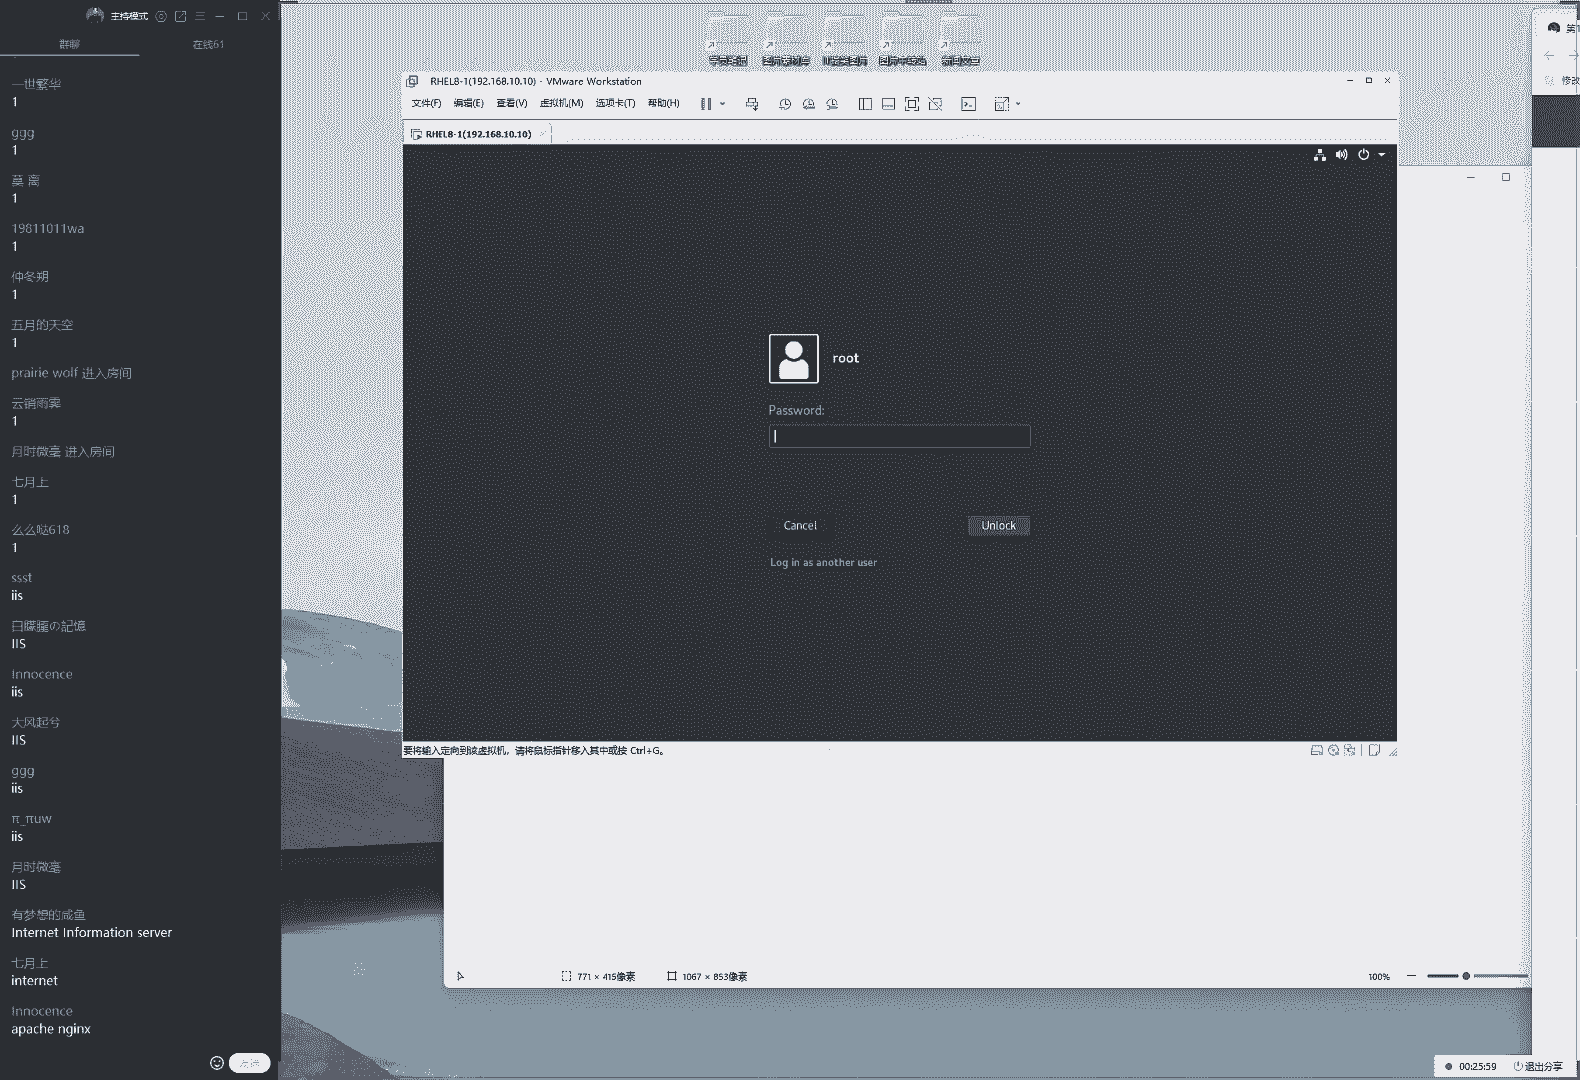 主持模式
群聊
在线61
一世繁华
1
ggg
1
莫 离
1
19811011wa
1
仲冬朔
1
五月的天空
1
prairie wolf 进入房间
云销雨霁
1
月时微毫 进入房间
七月上
1
么么哒618
1
ssst
iis
白朦朧の記憶
IIS
Innocence
iis
大风起兮
IIS
ggg
iis
π_πuw
iis
月时微毫
IIS
有梦想的咸鱼
Internet Information server
七月上
internet
Innocence
apache nginx
发送
RHEL8-1(192.168.10.10) - VMware Workstation
文件(F) 编辑(E) 查看(V) 虚拟机(M) 选项卡(T) 帮助(H)
RHEL8-1(192.168.10.10)
root
Password:
Cancel
Unlock
Log in as another user
要将输入定向到该虚拟机，请将鼠标指针移入其中或按 Ctrl+G。
修改
771 × 415像素
1067 × 853像素
100%
00:25:59
退出分享